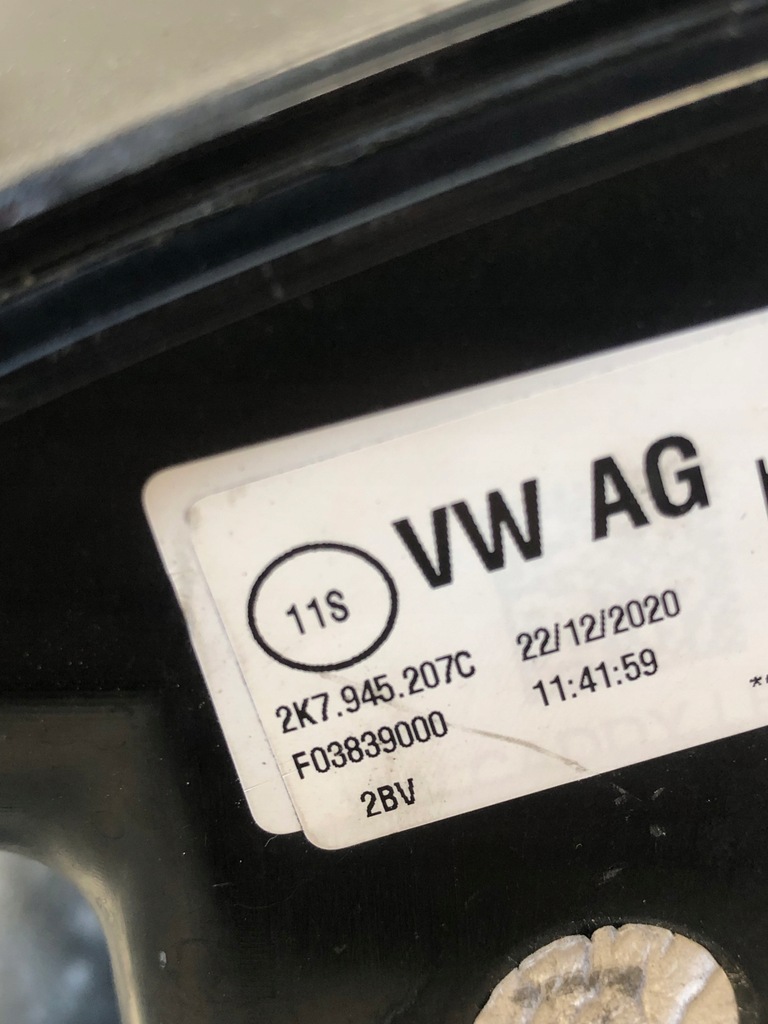 VW AG
11S
2K7.945.207C
22/12/2020
F03839000
11:41:59
2BV